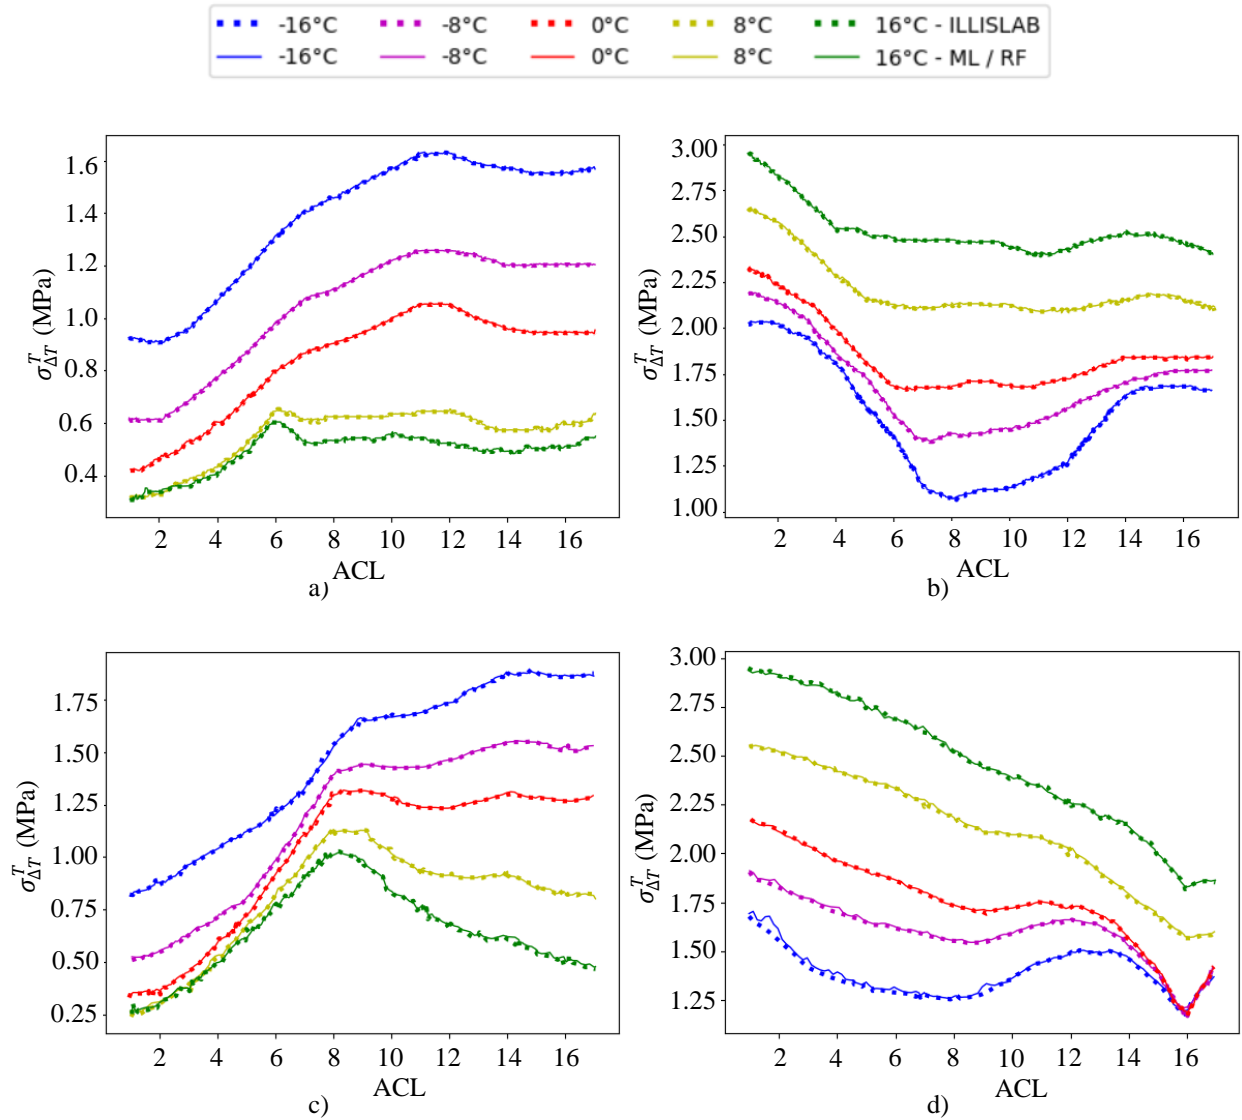 -16°C -8°C 0°C 8°C 16°C - ILLISLAB
-16°C -8°C 0°C 8°C 16°C - ML / RF
1.6
1.4
1.2
1.0
0.8
0.6
0.4
σ^T_ΔT (MPa)
2 4 6 8 10 12 14 16
ACL
a)
3.00
2.75
2.50
2.25
2.00
1.75
1.50
1.25
1.00
σ^T_ΔT (MPa)
2 4 6 8 10 12 14 16
ACL
b)
1.75
1.50
1.25
1.00
0.75
0.50
0.25
σ^T_ΔT (MPa)
2 4 6 8 10 12 14 16
ACL
c)
3.00
2.75
2.50
2.25
2.00
1.75
1.50
1.25
σ^T_ΔT (MPa)
2 4 6 8 10 12 14 16
ACL
d)